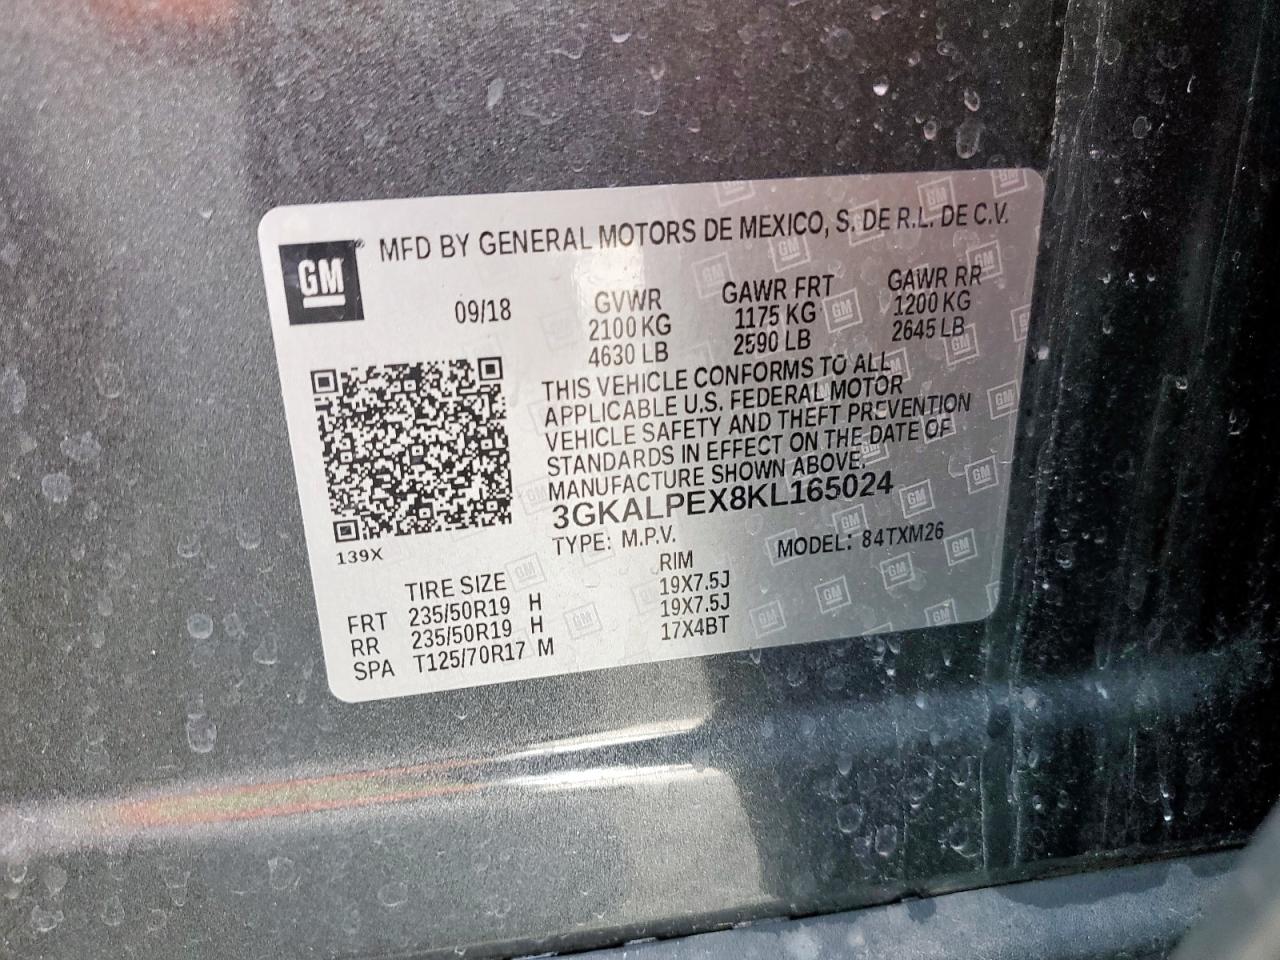 GM
MFD BY GENERAL MOTORS DE MEXICO, S. DE R.L. DE C.V.
09/18
GVWR GAWR FRT GAWR RR
2100 KG 1175 KG 1200 KG
4630 LB 2590 LB 2645 LB
THIS VEHICLE CONFORMS TO ALL
APPLICABLE U.S. FEDERAL MOTOR
VEHICLE SAFETY AND THEFT PREVENTION
STANDARDS IN EFFECT ON THE DATE OF
MANUFACTURE SHOWN ABOVE.
3GKALPEX8KL165024
TYPE: M.P.V. MODEL: 84TXM26
139X
TIRE SIZE RIM
FRT 235/50R19 H 19X7.5J
RR 235/50R19 H 19X7.5J
SPA T125/70R17 M 17X4BT